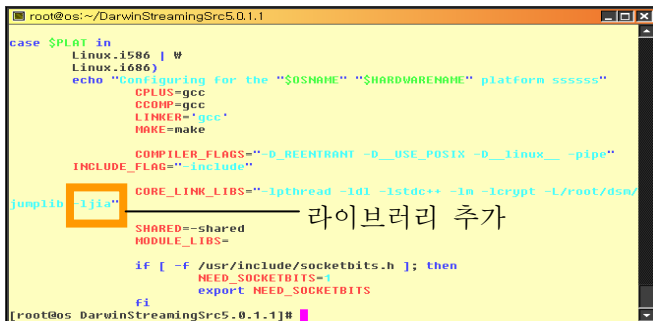 root@os:~/DarwinStreamingSrc5.0.1.1
case $PLAT in
Linux.i586 | ₩
Linux.i686)
echo "Configuring for the "$OSNAME" "$HARDWARENAME" platform ssssss"
CPLUS=gcc
CCOMP=gcc
LINKER='gcc'
MAKE=make
COMPILER_FLAGS="-D_REENTRANT -D__USE_POSIX -D__linux__ -pipe"
INCLUDE_FLAG="-include"
CORE_LINK_LIBS="-lpthread -ldl -lstdc++ -lm -lcrypt -L/root/dsm/
jumplib -ljia"
라이브러리 추가
SHARED=-shared
MODULE_LIBS=
if [ -f /usr/include/socketbits.h ]; then
NEED_SOCKETBITS=1
export NEED_SOCKETBITS
fi
[root@os DarwinStreamingSrc5.0.1.1]#